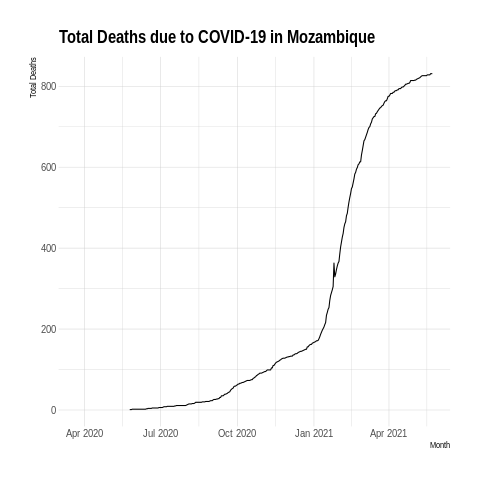 Total Deaths due to COVID-19 in Mozambique
Total Deaths
800
600
400
200
0
Apr 2020 Jul 2020 Oct 2020 Jan 2021 Apr 2021
Month